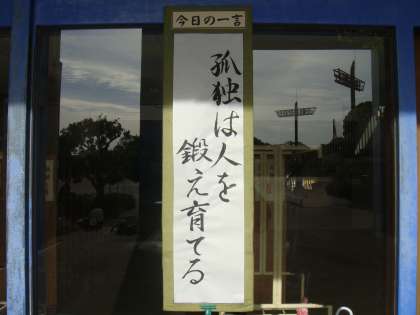 今日の一言
孤独は人を
鍛え育てる